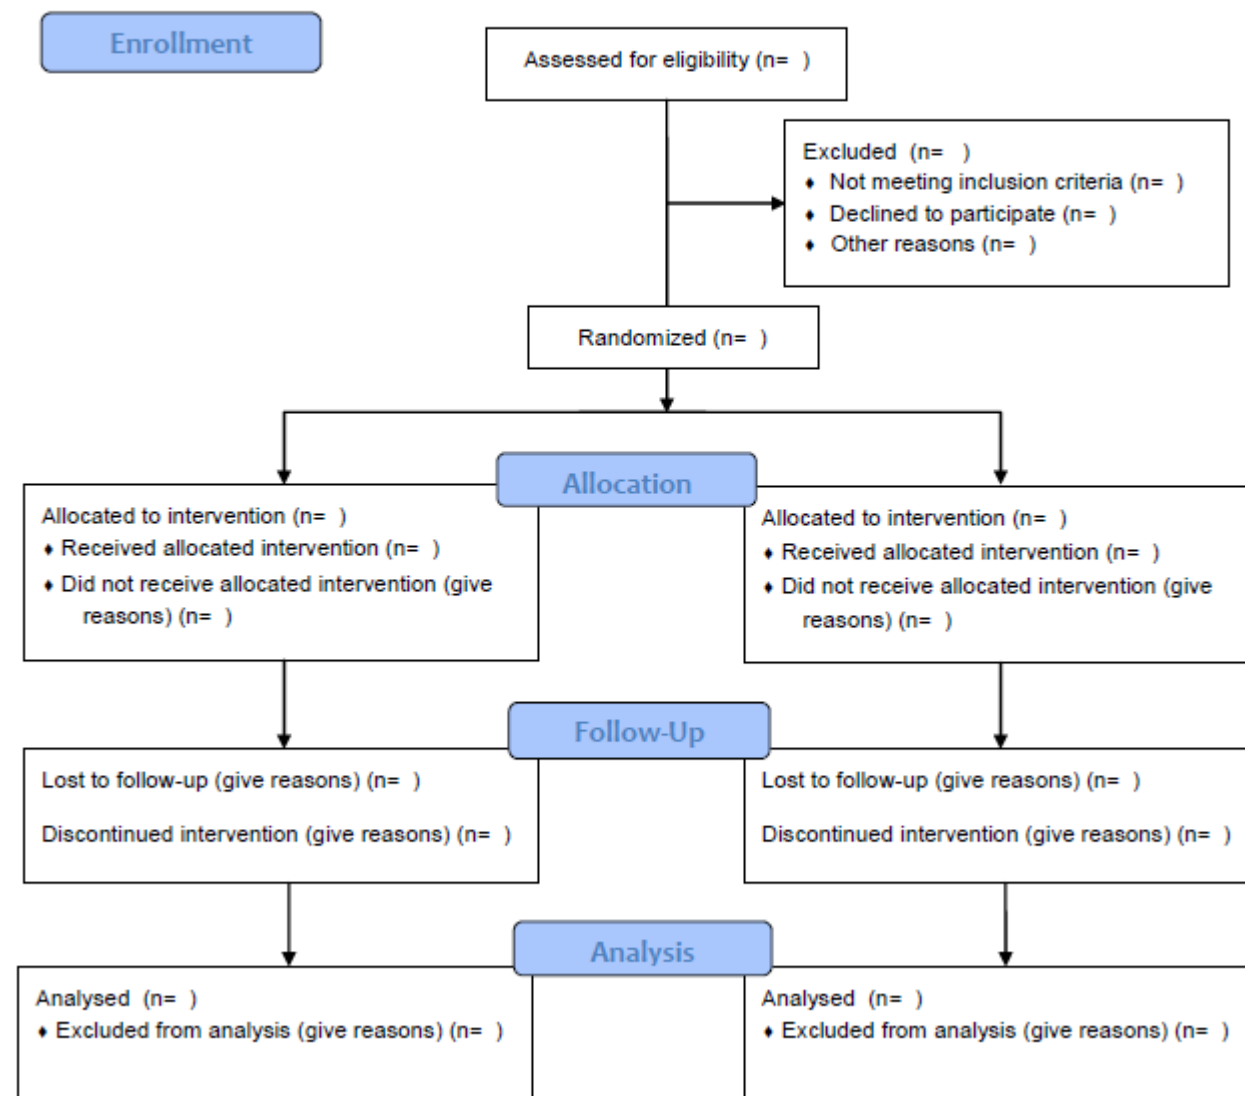 Enrollment
Assessed for eligibility (n=  )
Excluded  (n=  )
♦ Not meeting inclusion criteria (n=  )
♦ Declined to participate (n=  )
♦ Other reasons (n=  )
Randomized (n=  )
Allocation
Allocated to intervention (n=  )
♦ Received allocated intervention (n=  )
♦ Did not receive allocated intervention (give
reasons) (n=  )
Allocated to intervention (n=  )
♦ Received allocated intervention (n=  )
♦ Did not receive allocated intervention (give
reasons) (n=  )
Follow-Up
Lost to follow-up (give reasons) (n=  )
Discontinued intervention (give reasons) (n=  )
Lost to follow-up (give reasons) (n=  )
Discontinued intervention (give reasons) (n=  )
Analysis
Analysed  (n=  )
♦ Excluded from analysis (give reasons) (n=  )
Analysed  (n=  )
♦ Excluded from analysis (give reasons) (n=  )